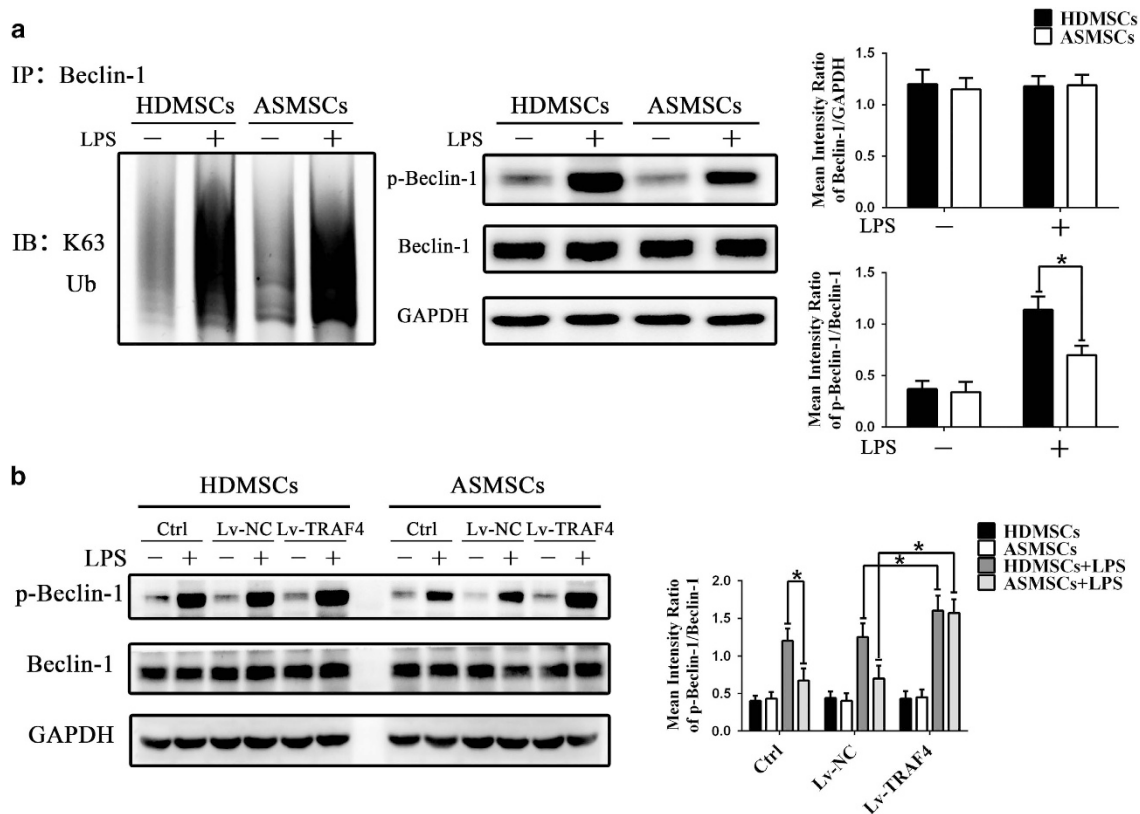 a
IP: Beclin-1
HDMSCs ASMSCs
LPS — + — +
IB: K63
Ub
HDMSCs ASMSCs
LPS — + — +
p-Beclin-1
Beclin-1
GAPDH
HDMSCs
ASMSCs
Mean Intensity Ratio
of Beclin-1/GAPDH
1.5
1.0
0.5
0.0
LPS — +
Mean Intensity Ratio
of p-Beclin-1/Beclin-1
1.5
1.0
0.5
0.0
*
LPS — +
b
HDMSCs ASMSCs
Ctrl Lv-NC Lv-TRAF4 Ctrl Lv-NC Lv-TRAF4
LPS — + — + — + — + — + — +
p-Beclin-1
Beclin-1
GAPDH
HDMSCs
ASMSCs
HDMSCs+LPS
ASMSCs+LPS
Mean Intensity Ratio
of p-Beclin-1/Beclin-1
2.0
1.5
1.0
0.5
0.0
* * *
Ctrl Lv-NC Lv-TRAF4